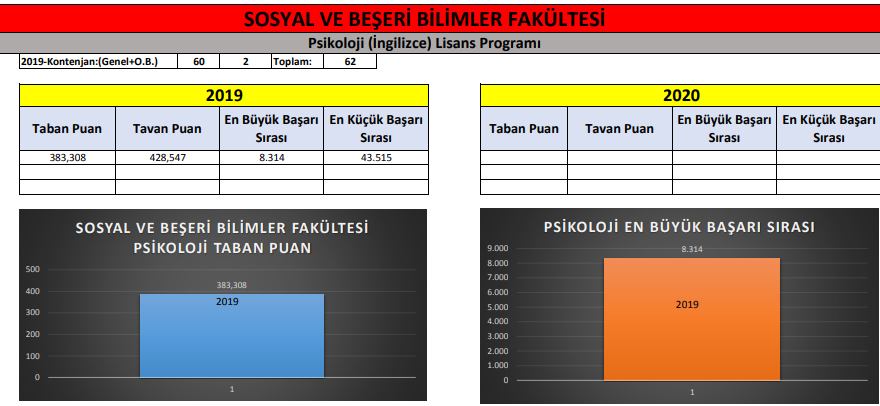 SOSYAL VE BEŞERİ BİLİMLER FAKÜLTESİ
Psikoloji (İngilizce) Lisans Programı
2019-Kontenjan:(Genel+O.B.) 60 2 Toplam: 62
2019
Taban Puan Tavan Puan En Büyük Başarı Sırası En Küçük Başarı Sırası
383,308 428,547 8.314 43.515
2020
Taban Puan Tavan Puan En Büyük Başarı Sırası En Küçük Başarı Sırası
SOSYAL VE BEŞERİ BİLİMLER FAKÜLTESİ
PSİKOLOJİ TABAN PUAN
500
400
300
200
100
0
383,308
2019
1
PSİKOLOJİ EN BÜYÜK BAŞARI SIRASI
9.000
8.000
7.000
6.000
5.000
4.000
3.000
2.000
1.000
0
8.314
2019
1